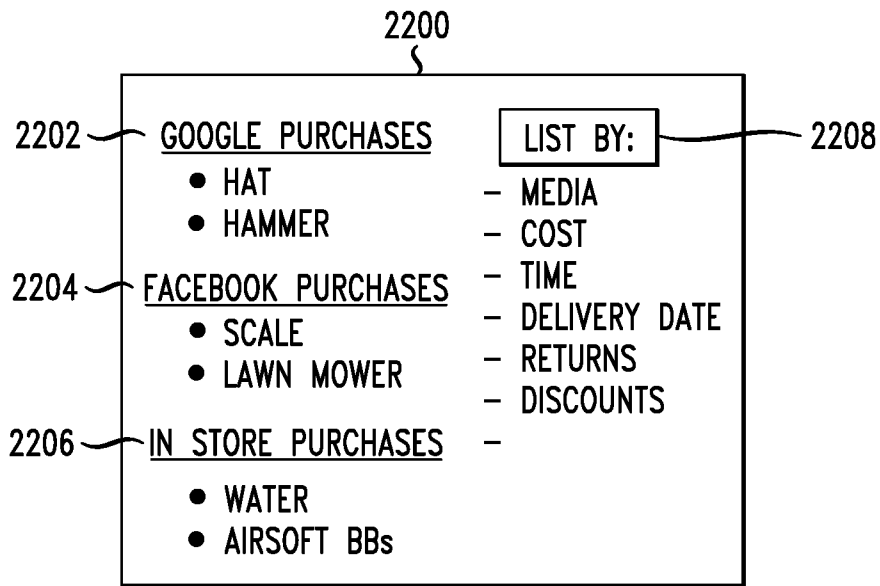 2200
2202 GOOGLE PURCHASES
● HAT
● HAMMER
2204 FACEBOOK PURCHASES
● SCALE
● LAWN MOWER
2206 IN STORE PURCHASES
● WATER
● AIRSOFT BBs
LIST BY: 2208
– MEDIA
– COST
– TIME
– DELIVERY DATE
– RETURNS
– DISCOUNTS
–